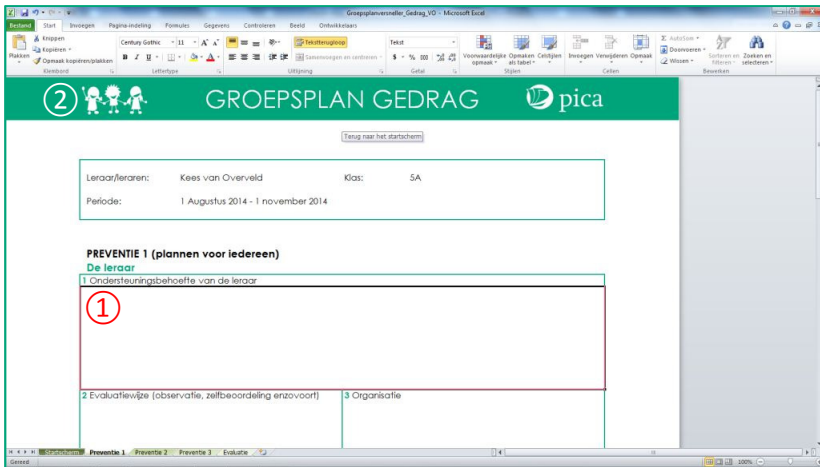 Groepsplanversneller_Gedrag_VO - Microsoft Excel
Bestand Start Invoegen Pagina-indeling Formules Gegevens Controleren Beeld Ontwikkelaars
Plakken
Knippen
Kopiëren
Opmaak kopiëren/plakken
Klembord
Century Gothic 11
B I U
Lettertype
Tekstterugloop
Samenvoegen en centreren
Uitlijning
Tekst
% 000
Getal
Voorwaardelijke opmaak
Opmaken als tabel
Celstijlen
Stijlen
Invoegen Verwijderen Opmaak
Cellen
Σ AutoSom
Doorvoeren
Wissen
Sorteren en filteren
Zoeken en selecteren
Bewerken
② GROEPSPLAN GEDRAG pica
Terug naar het startscherm
Leraar/leraren: Kees van Overveld Klas: 5A
Periode: 1 Augustus 2014 - 1 november 2014
PREVENTIE 1 (plannen voor iedereen)
De leraar
1 Ondersteuningsbehoefte van de leraar
①
2 Evaluatiewijze (observatie, zelfbeoordeling enzovoort) 3 Organisatie
Startscherm Preventie 1 Preventie 2 Preventie 3 Evaluatie
Gereed 100%